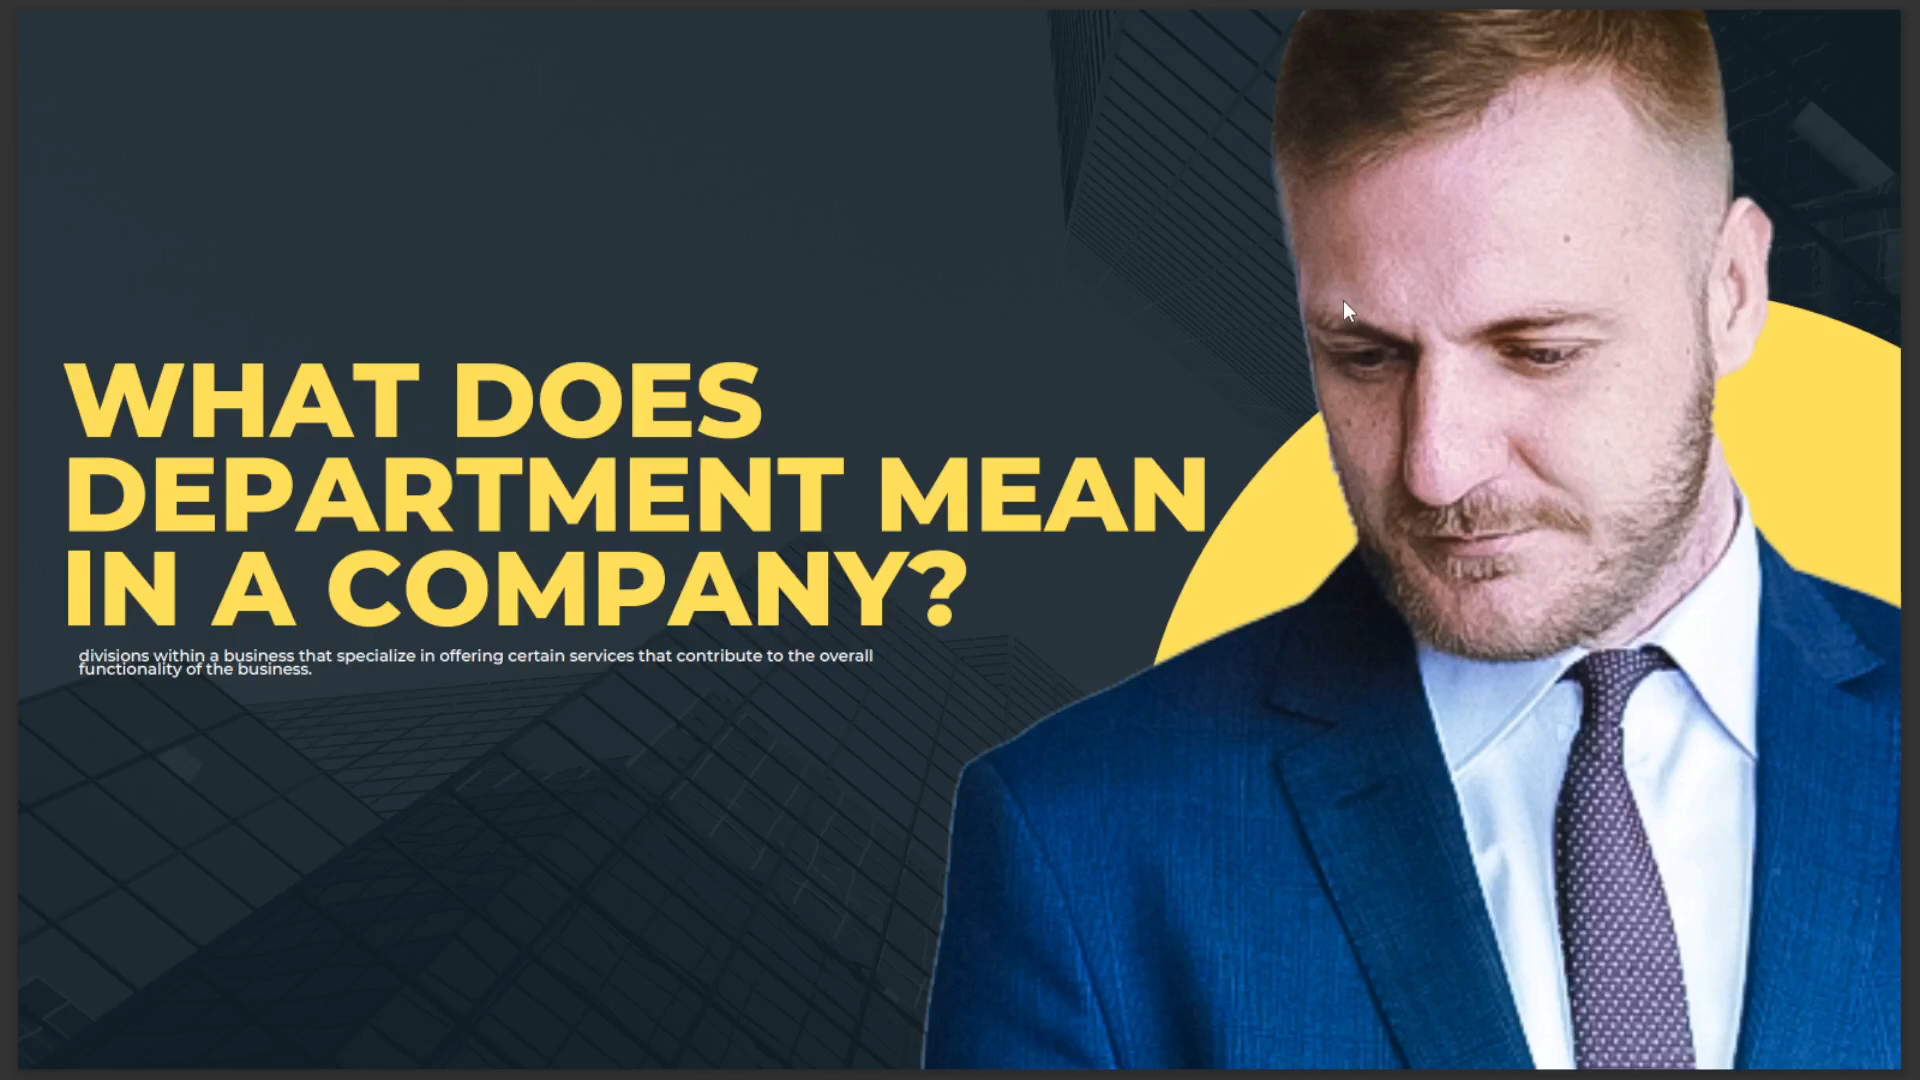 WHAT DOES
DEPARTMENT MEAN
IN A COMPANY?
divisions within a business that specialize in offering certain services that contribute to the overall
functionality of the business.